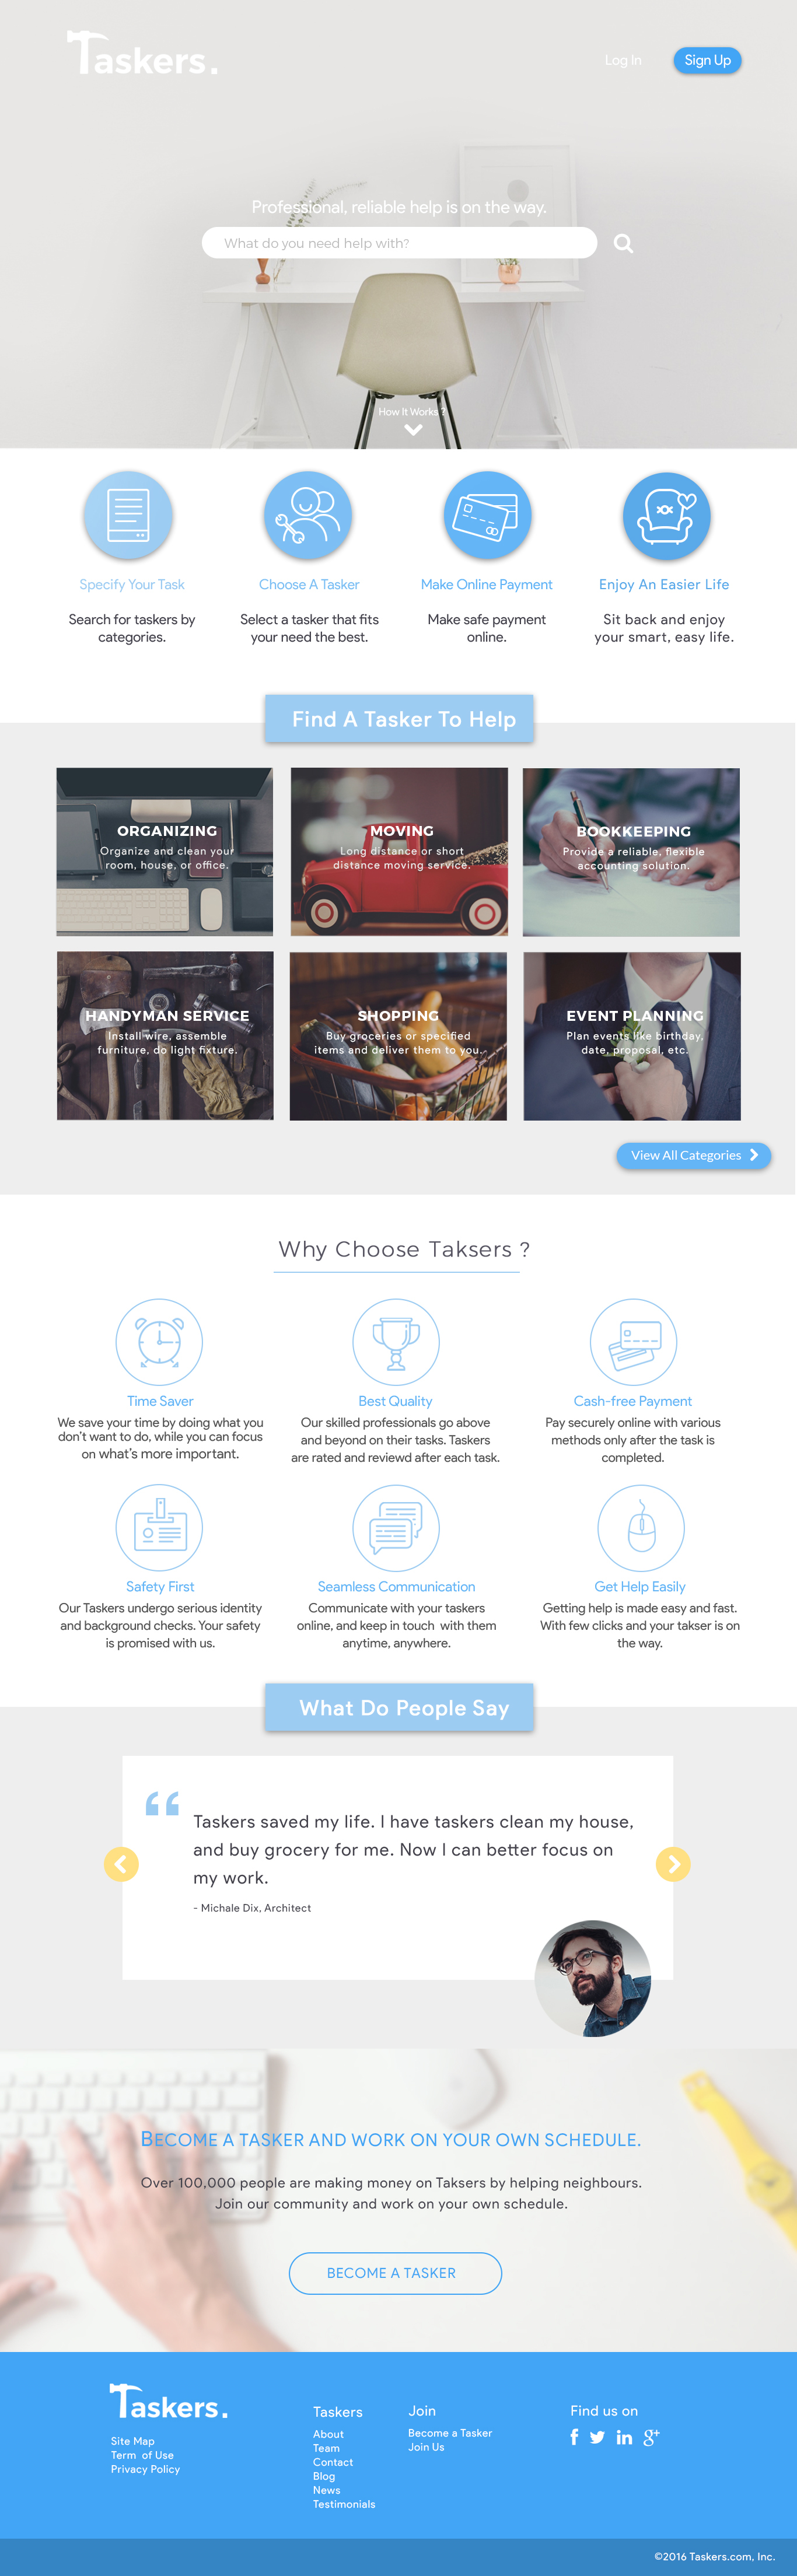 Taskers.
Log In
Sign Up
Professional, reliable help is on the way.
What do you need help with?
How It Works ?
Specify Your Task
Search for taskers by
categories.
Choose A Tasker
Select a tasker that fits
your need the best.
Make Online Payment
Make safe payment
online.
Enjoy An Easier Life
Sit back and enjoy
your smart, easy life.
Find A Tasker To Help
ORGANIZING
Organize and clean your
room, house, or office.
MOVING
Long distance or short
distance moving service.
BOOKKEEPING
Provide a reliable, flexible
accounting solution.
HANDYMAN SERVICE
Install wire, assemble
furniture, do light fixture.
SHOPPING
Buy groceries or specified
items and deliver them to you.
EVENT PLANNING
Plan events like birthday,
date, proposal, etc.
View All Categories
Why Choose Taksers ?
Time Saver
We save your time by doing what you
don't want to do, while you can focus
on what's more important.
Best Quality
Our skilled professionals go above
and beyond on their tasks. Taskers
are rated and reviewd after each task.
Cash-free Payment
Pay securely online with various
methods only after the task is
completed.
Safety First
Our Taskers undergo serious identity
and background checks. Your safety
is promised with us.
Seamless Communication
Communicate with your taskers
online, and keep in touch with them
anytime, anywhere.
Get Help Easily
Getting help is made easy and fast.
With few clicks and your takser is on
the way.
What Do People Say
“
Taskers saved my life. I have taskers clean my house,
and buy grocery for me. Now I can better focus on
my work.
- Michale Dix, Architect
BECOME A TASKER AND WORK ON YOUR OWN SCHEDULE.
Over 100,000 people are making money on Taksers by helping neighbours.
Join our community and work on your own schedule.
BECOME A TASKER
Taskers.
Site Map
Term of Use
Privacy Policy
Taskers
About
Team
Contact
Blog
News
Testimonials
Join
Become a Tasker
Join Us
Find us on
f in g+
©2016 Taskers.com, Inc.